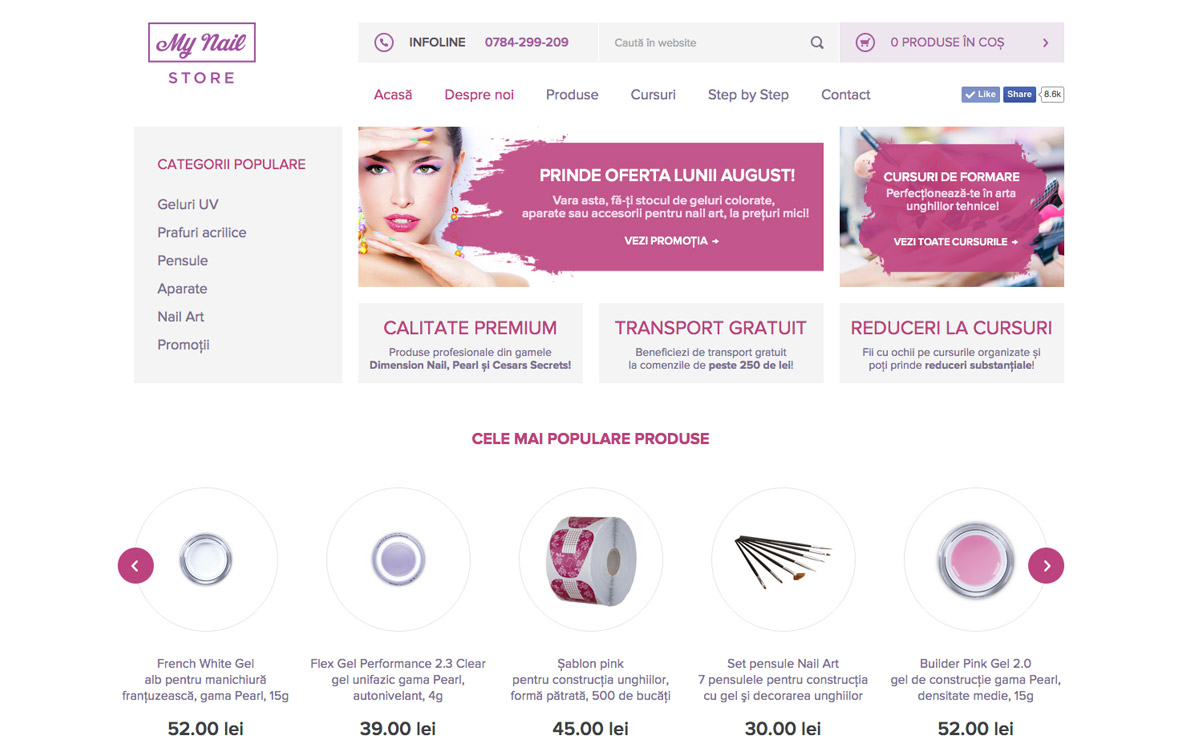 My Nail
STORE
INFOLINE 0784-299-209
Caută în website
0 PRODUSE ÎN COȘ
Acasă
Despre noi
Produse
Cursuri
Step by Step
Contact
Like
Share
8.6k
CATEGORII POPULARE
Geluri UV
Prafuri acrilice
Pensule
Aparate
Nail Art
Promoții
PRINDE OFERTA LUNII AUGUST!
Vara asta, fă-ți stocul de geluri colorate,
aparate sau accesorii pentru nail art, la prețuri mici!
VEZI PROMOȚIA →
CURSURI DE FORMARE
Perfecționează-te în arta
unghiilor tehnice!
VEZI TOATE CURSURILE →
CALITATE PREMIUM
Produse profesionale din gamele
Dimension Nail, Pearl și Cesars Secrets!
TRANSPORT GRATUIT
Beneficiezi de transport gratuit
la comenzile de peste 250 de lei!
REDUCERI LA CURSURI
Fii cu ochii pe cursurile organizate și
poți prinde reduceri substanțiale!
CELE MAI POPULARE PRODUSE
French White Gel
alb pentru manichiură
franțuzească, gama Pearl, 15g
52.00 lei
Flex Gel Performance 2.3 Clear
gel unifazic gama Pearl,
autonivelant, 4g
39.00 lei
Șablon pink
pentru construcția unghiilor,
formă pătrată, 500 de bucăți
45.00 lei
Set pensule Nail Art
7 pensulele pentru construcția
cu gel și decorarea unghiilor
30.00 lei
Builder Pink Gel 2.0
gel de construcție gama Pearl,
densitate medie, 15g
52.00 lei